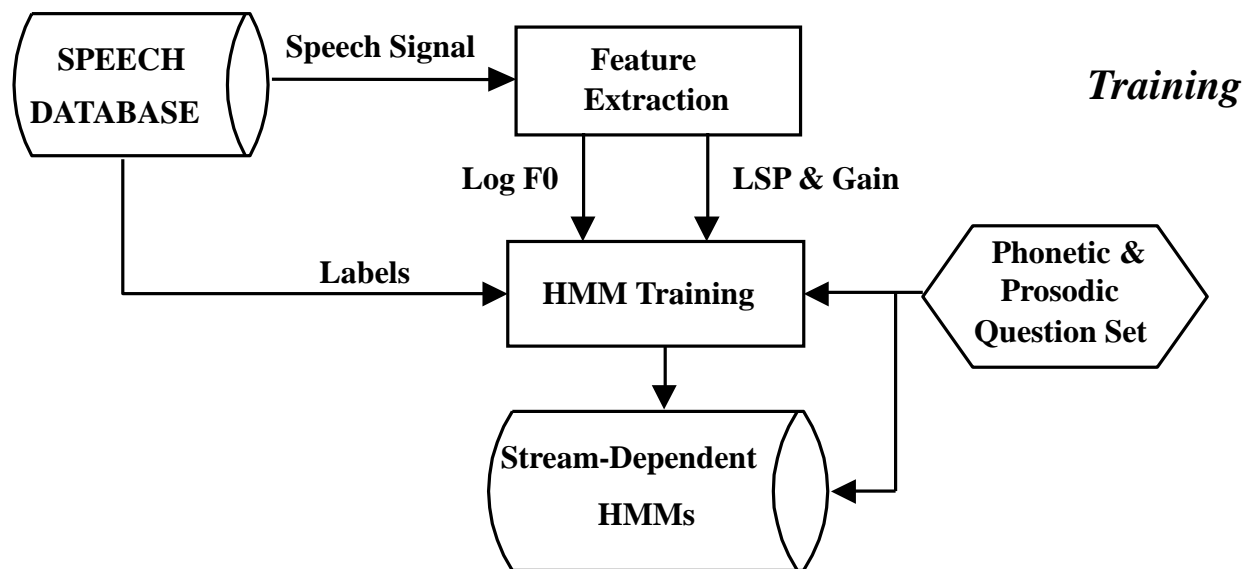 SPEECH
DATABASE
Speech Signal
Feature
Extraction
Training
Log F0
LSP & Gain
Labels
HMM Training
Phonetic &
Prosodic
Question Set
Stream-Dependent
HMMs